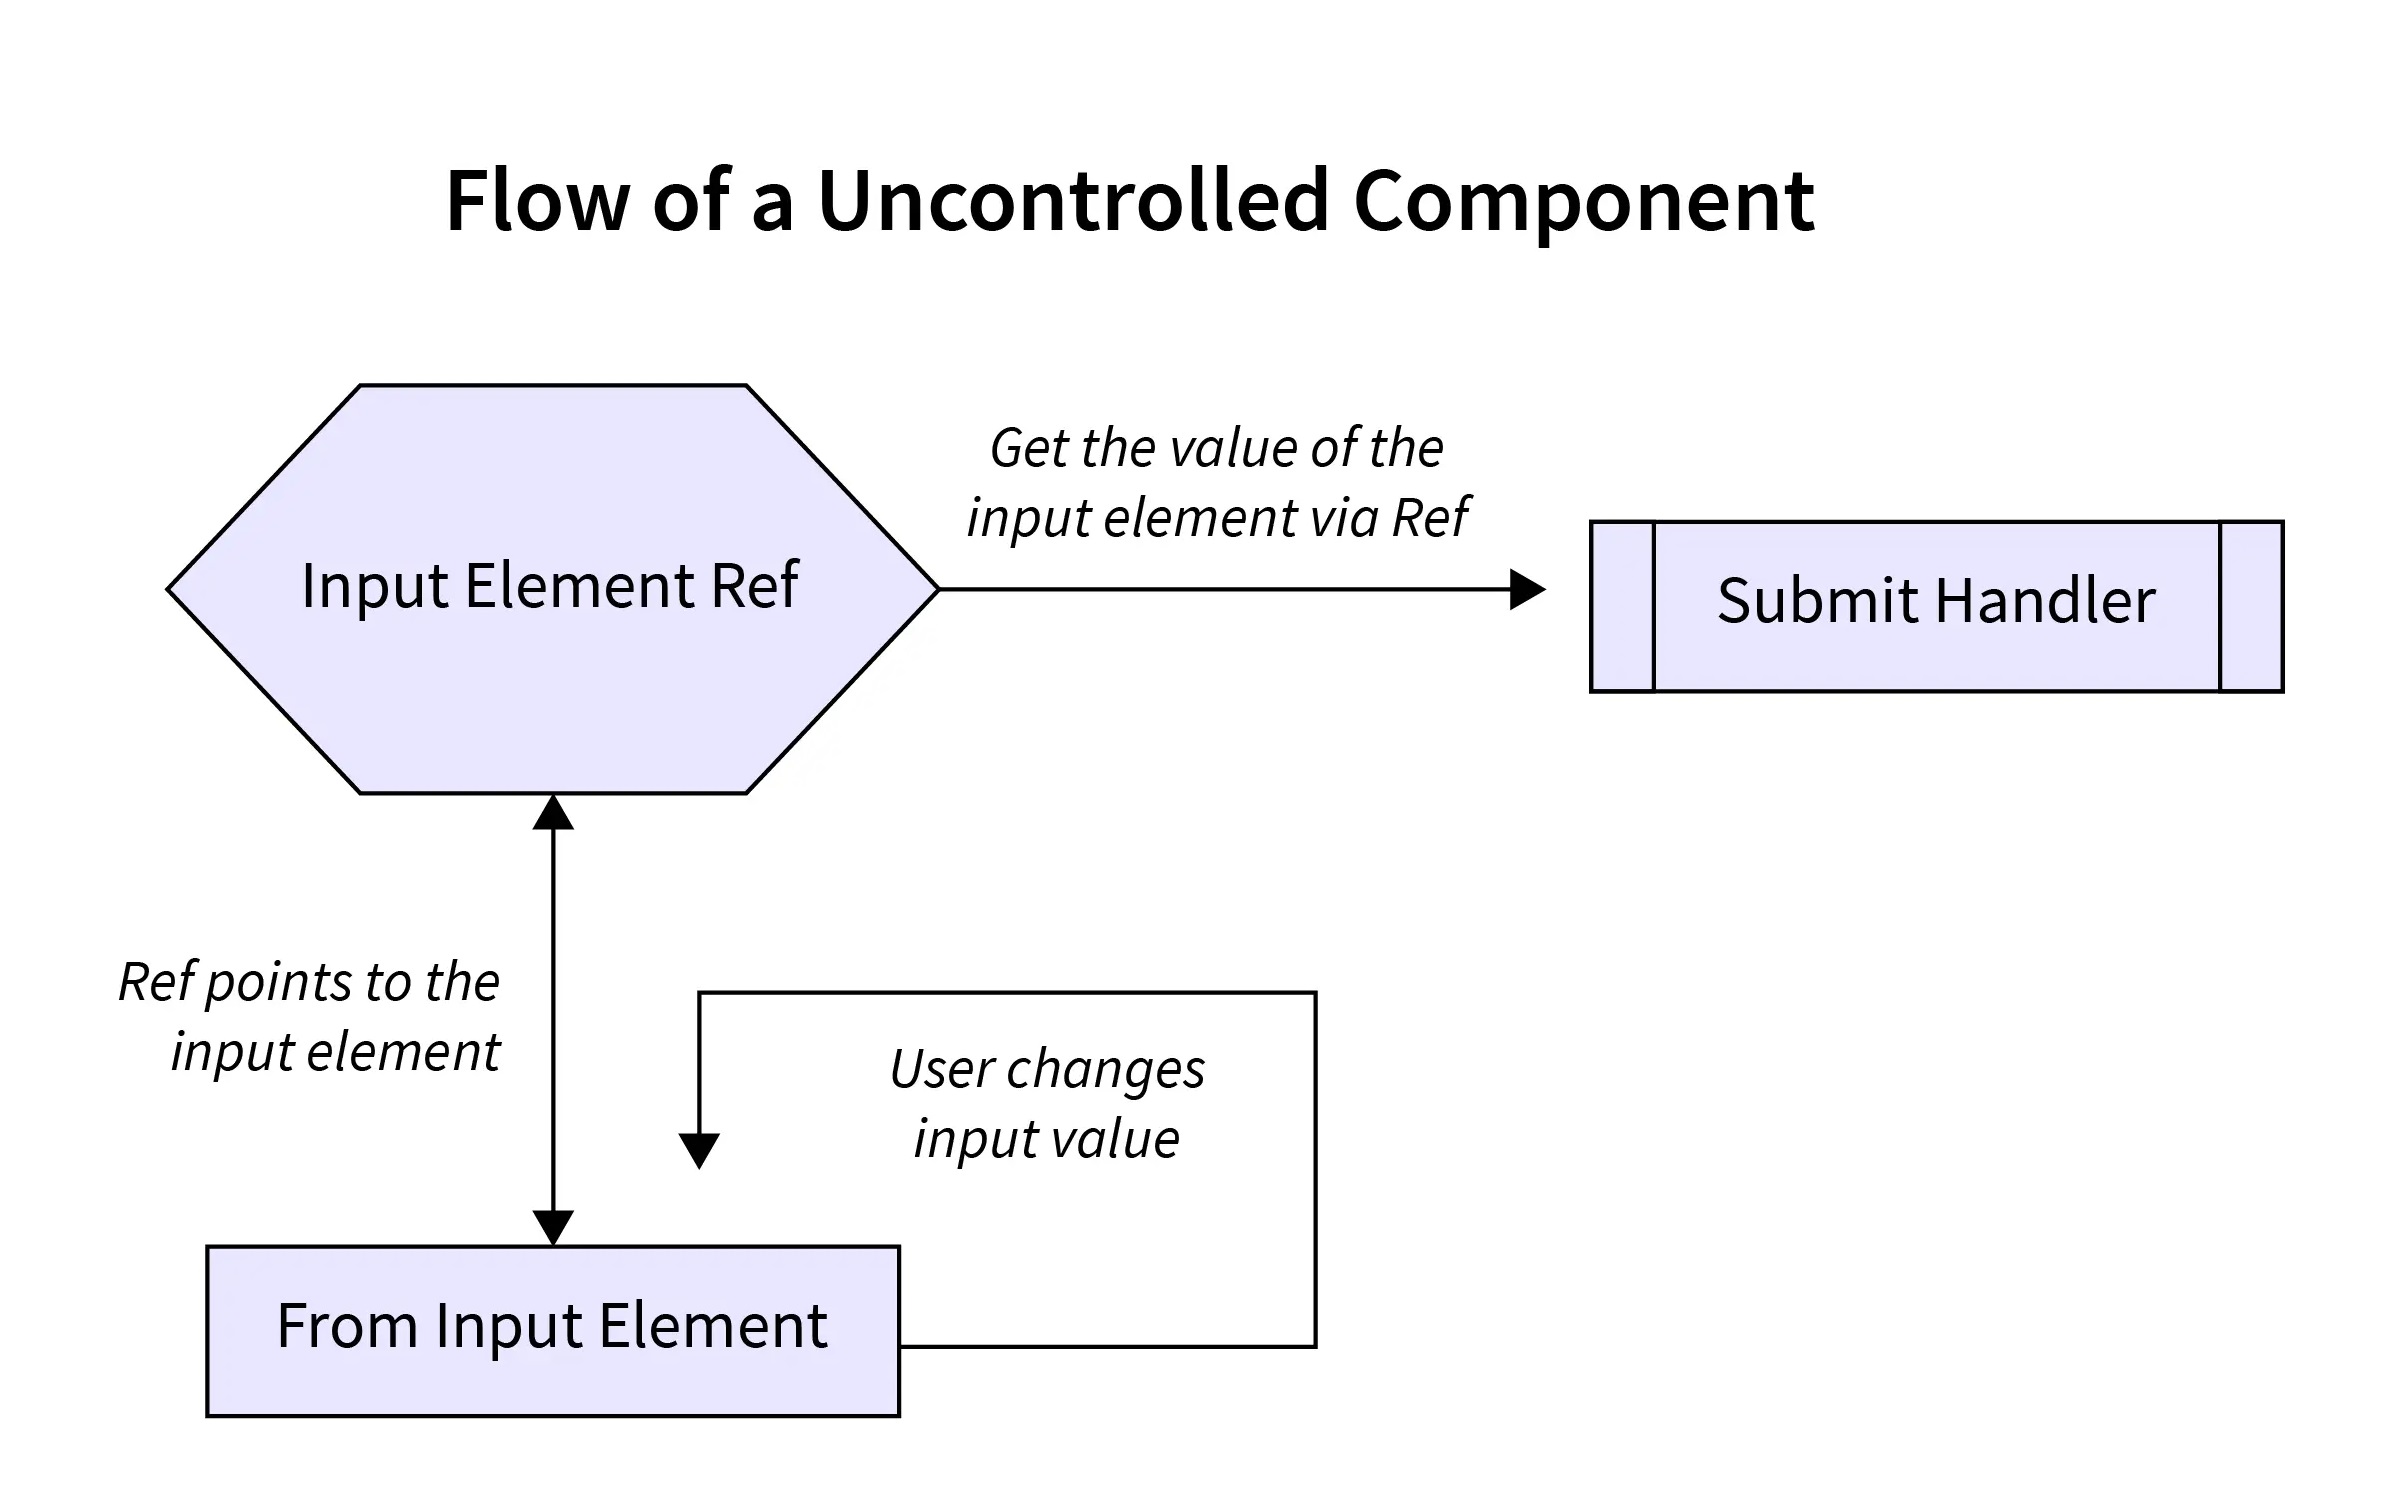 Flow of a Uncontrolled Component
Get the value of the
input element via Ref
Input Element Ref
Submit Handler
Ref points to the
input element
User changes
input value
From Input Element